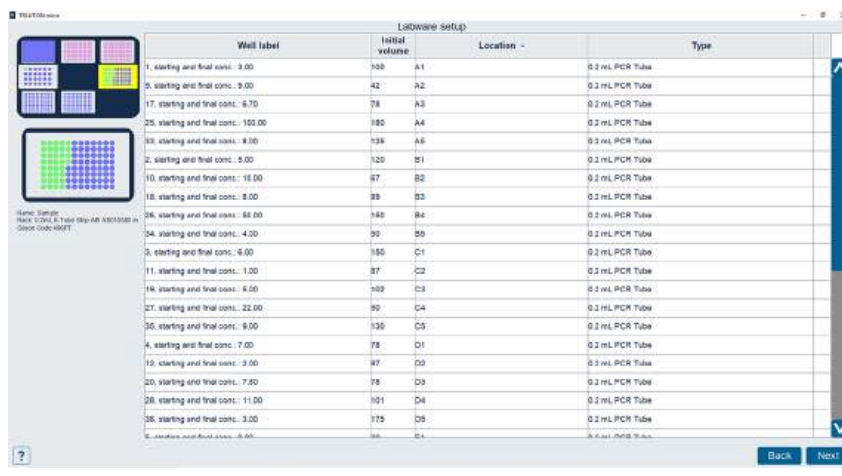 Labware setup
Well label Initial volume Location Type
1, starting and final conc.: 3.00 100 A1 0.2 mL PCR Tube
9, starting and final conc.: 9.00 42 A2 0.2 mL PCR Tube
17, starting and final conc.: 6.70 78 A3 0.2 mL PCR Tube
25, starting and final conc.: 100.00 180 A4 0.2 mL PCR Tube
33, starting and final conc.: 8.00 135 A5 0.2 mL PCR Tube
2, starting and final conc.: 5.00 120 B1 0.2 mL PCR Tube
10, starting and final conc.: 10.00 67 B2 0.2 mL PCR Tube
18, starting and final conc.: 8.00 89 B3 0.2 mL PCR Tube
26, starting and final conc.: 50.00 150 B4 0.2 mL PCR Tube
34, starting and final conc.: 4.00 90 B5 0.2 mL PCR Tube
3, starting and final conc.: 6.00 150 C1 0.2 mL PCR Tube
11, starting and final conc.: 1.00 87 C2 0.2 mL PCR Tube
19, starting and final conc.: 5.00 102 C3 0.2 mL PCR Tube
27, starting and final conc.: 22.00 90 C4 0.2 mL PCR Tube
35, starting and final conc.: 9.00 130 C5 0.2 mL PCR Tube
4, starting and final conc.: 7.00 78 D1 0.2 mL PCR Tube
12, starting and final conc.: 2.00 97 D2 0.2 mL PCR Tube
20, starting and final conc.: 7.80 78 D3 0.2 mL PCR Tube
28, starting and final conc.: 11.00 101 D4 0.2 mL PCR Tube
36, starting and final conc.: 3.00 175 D5 0.2 mL PCR Tube
Name: Sample
? Back Next